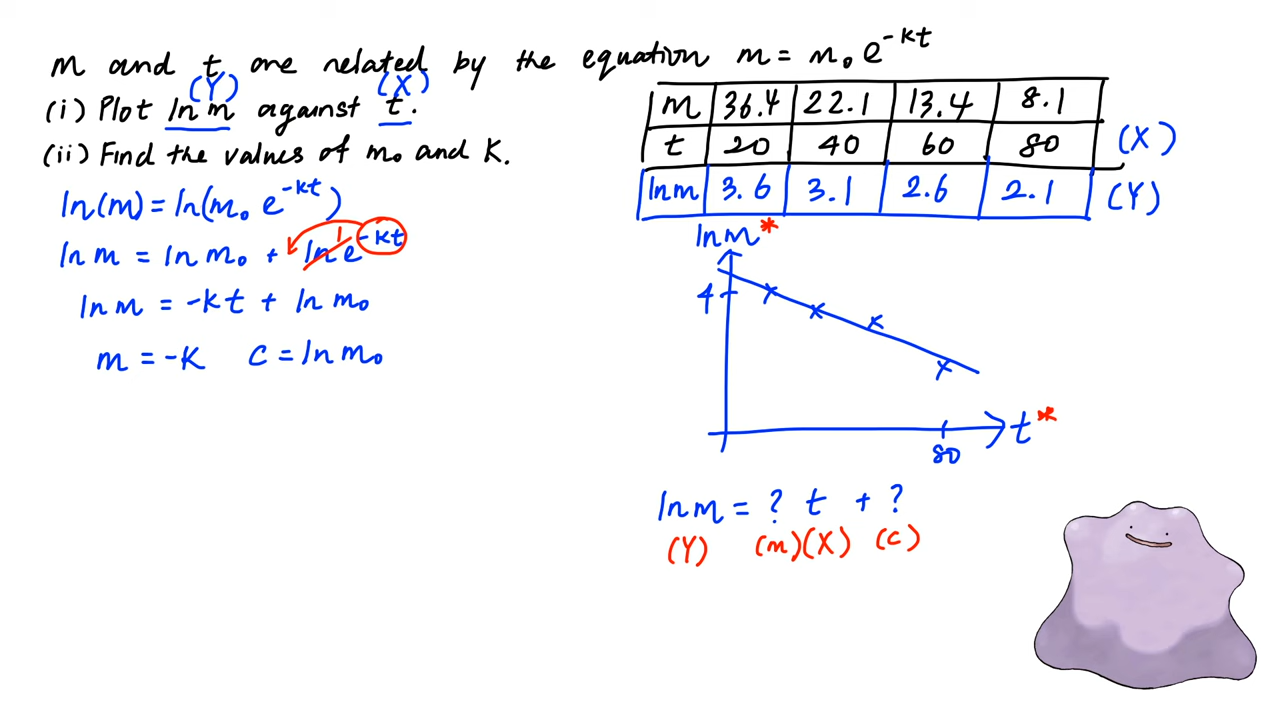 m and t are related by the equation m = m₀ e^-kt
(Y) (X)
(i) Plot ln m against t.
(ii) Find the values of m₀ and K.
ln(m) = ln(m₀ e^-kt)
ln m = ln m₀ + ln e^-kt
1
ln m = -kt + ln m₀
m = -K c = ln m₀
m 36.4 22.1 13.4 8.1
t 20 40 60 80 (X)
ln m 3.6 3.1 2.6 2.1 (Y)
ln m *
4
t *
80
ln m = ? t + ?
(Y) (m)(X) (c)